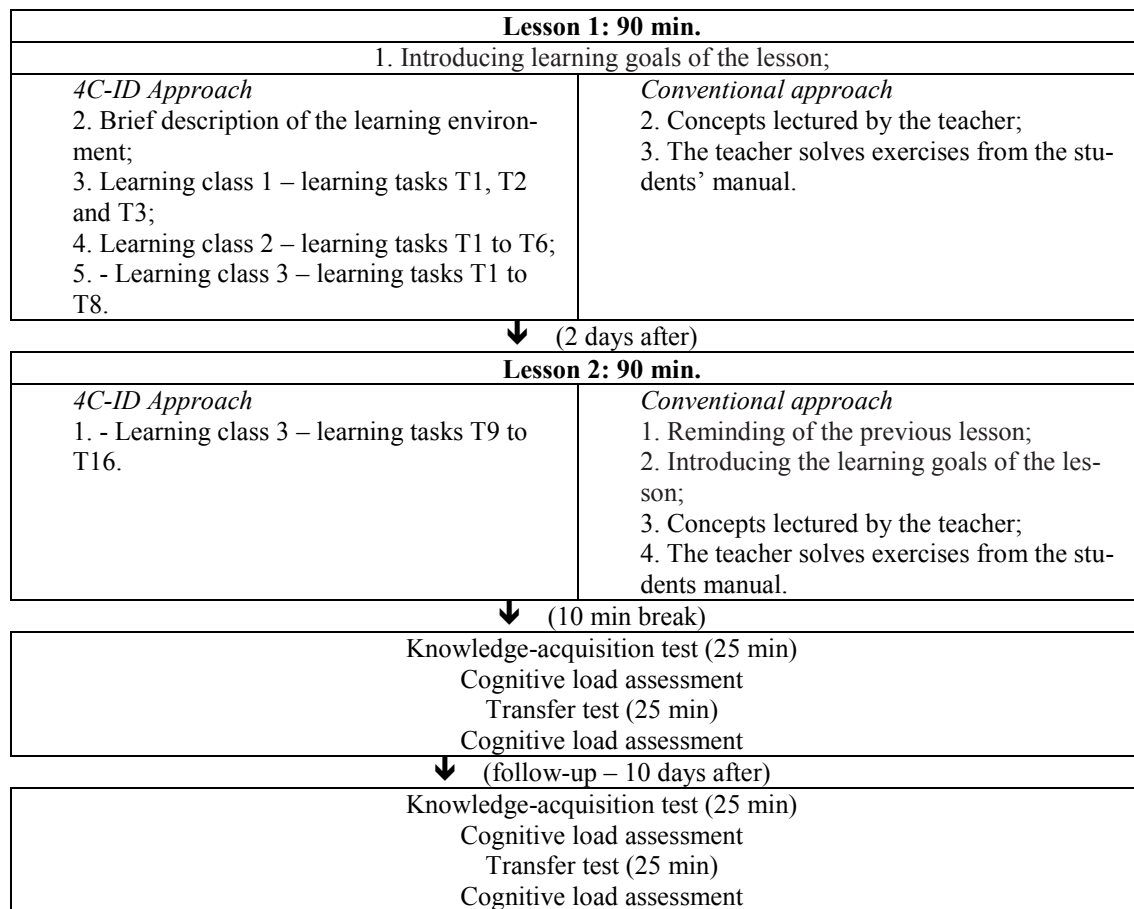 Lesson 1: 90 min.
1. Introducing learning goals of the lesson;
4C-ID Approach
2. Brief description of the learning environ-
ment;
3. Learning class 1 – learning tasks T1, T2
and T3;
4. Learning class 2 – learning tasks T1 to T6;
5. - Learning class 3 – learning tasks T1 to
T8.
Conventional approach
2. Concepts lectured by the teacher;
3. The teacher solves exercises from the stu-
dents’ manual.
(2 days after)
Lesson 2: 90 min.
4C-ID Approach
1. - Learning class 3 – learning tasks T9 to
T16.
Conventional approach
1. Reminding of the previous lesson;
2. Introducing the learning goals of the les-
son;
3. Concepts lectured by the teacher;
4. The teacher solves exercises from the stu-
dents manual.
(10 min break)
Knowledge-acquisition test (25 min)
Cognitive load assessment
Transfer test (25 min)
Cognitive load assessment
(follow-up – 10 days after)
Knowledge-acquisition test (25 min)
Cognitive load assessment
Transfer test (25 min)
Cognitive load assessment